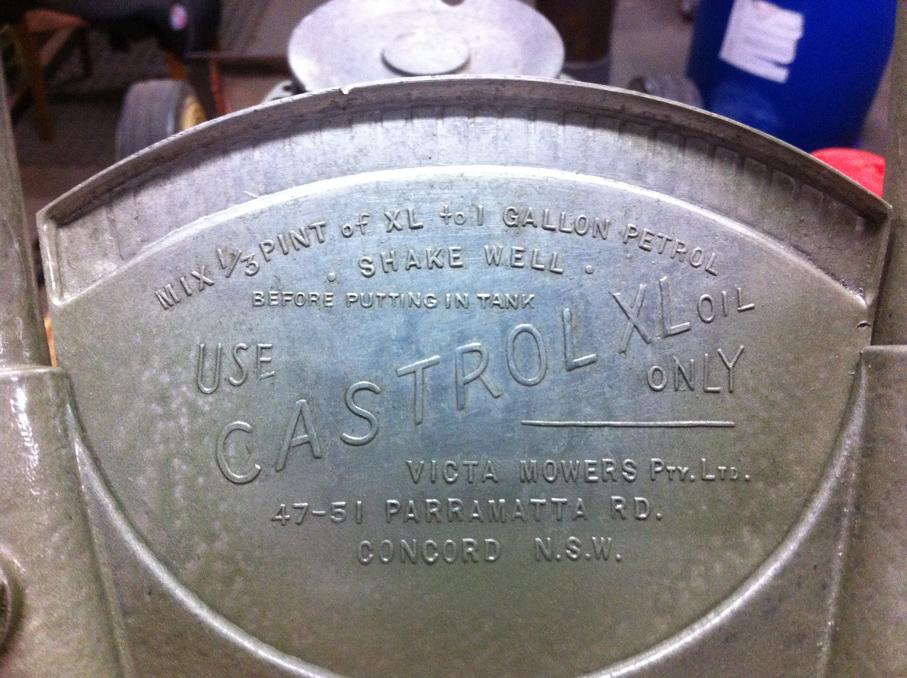 MIX 1/3 PINT of XL to 1 GALLON PETROL
. SHAKE WELL .
BEFORE PUTTING IN TANK
USE CASTROL XL OIL
ONLY
VICTA MOWERS PTY. LTD.
47-51 PARRAMATTA RD.
CONCORD N.S.W.